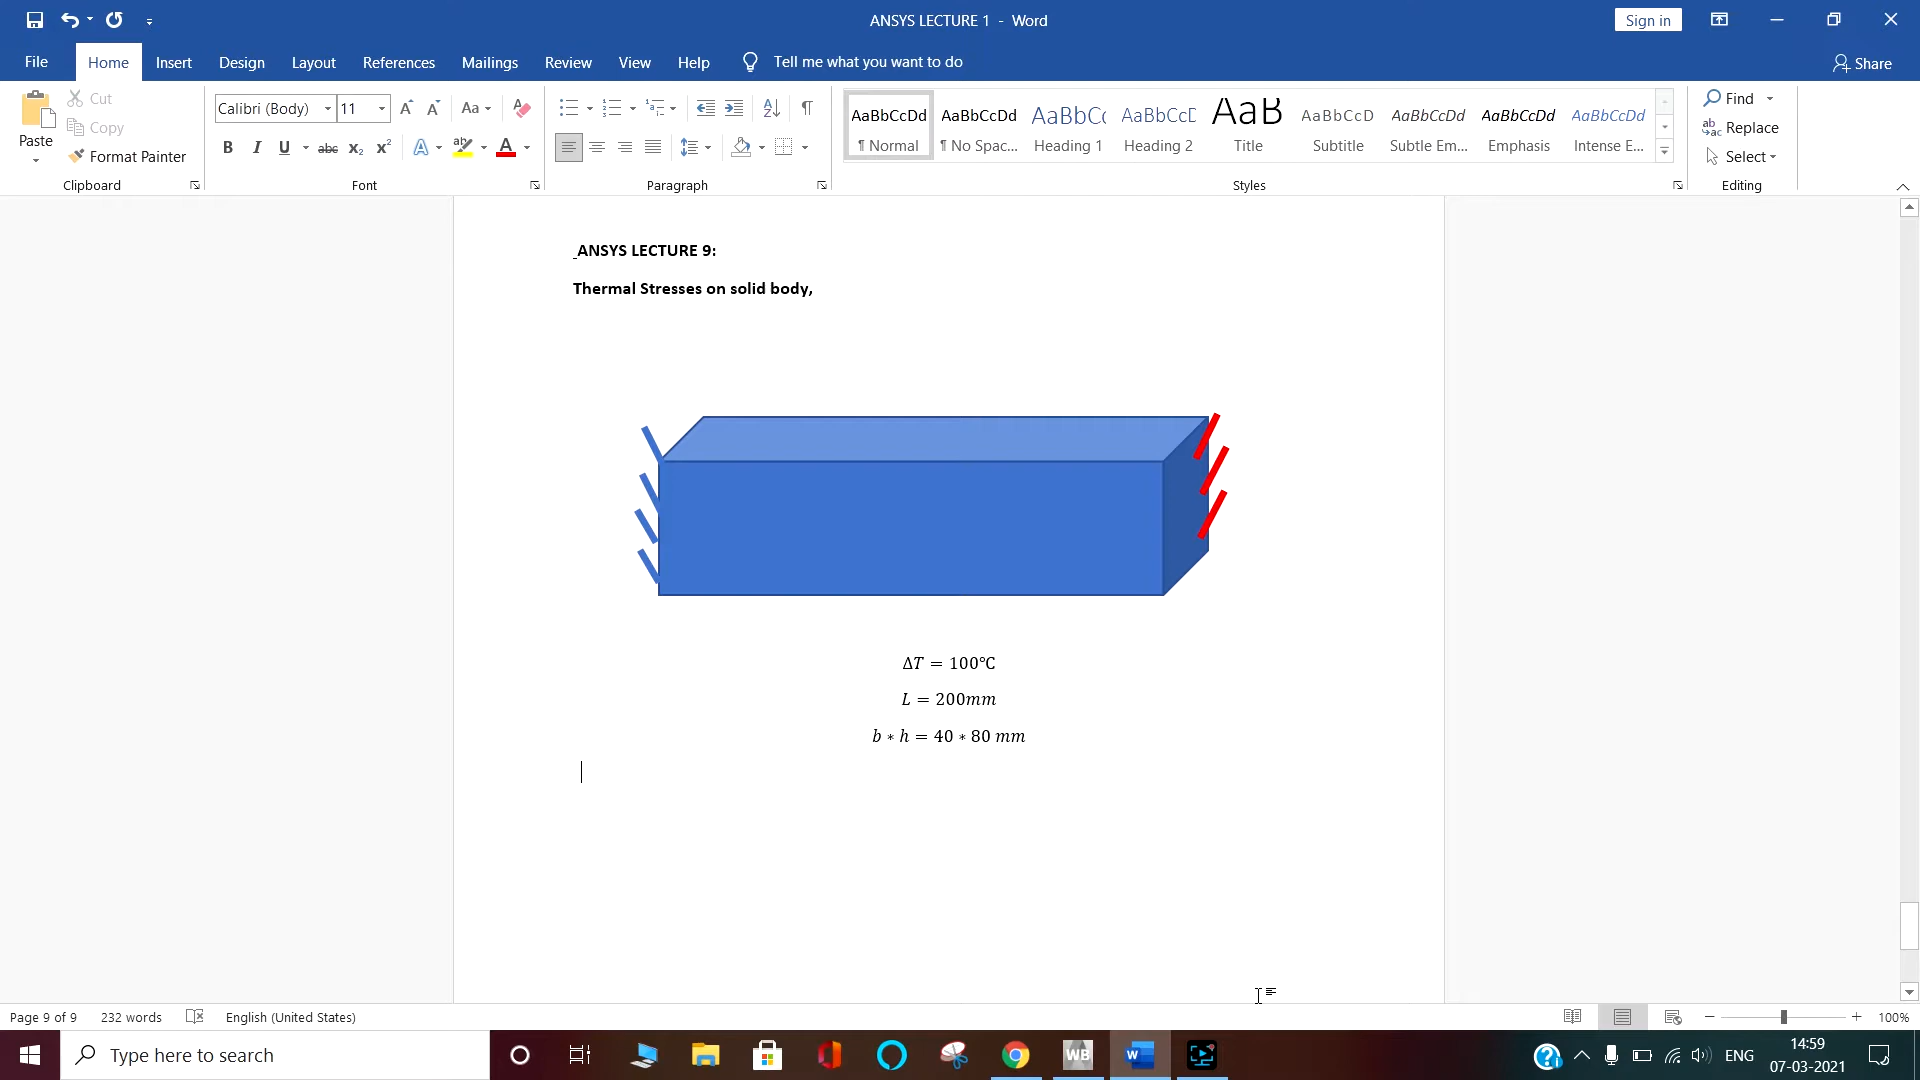 ANSYS LECTURE 1 - Word
Sign in
File Home Insert Design Layout References Mailings Review View Help Tell me what you want to do Share
Paste
Cut
Copy
Format Painter
Clipboard
Calibri (Body) 11
Font
Paragraph
AaBbCcDd AaBbCcDd AaBbCc AaBbCcD AaB AaBbCcD AaBbCcDd AaBbCcDd AaBbCcDd
¶ Normal ¶ No Spac... Heading 1 Heading 2 Title Subtitle Subtle Em... Emphasis Intense E...
Styles
Find
Replace
Select
Editing
ANSYS LECTURE 9:
Thermal Stresses on solid body,
ΔT = 100℃
L = 200mm
b ∗ h = 40 ∗ 80 mm
Page 9 of 9 232 words English (United States) 100%
Type here to search
WB
ENG
14:59
07-03-2021